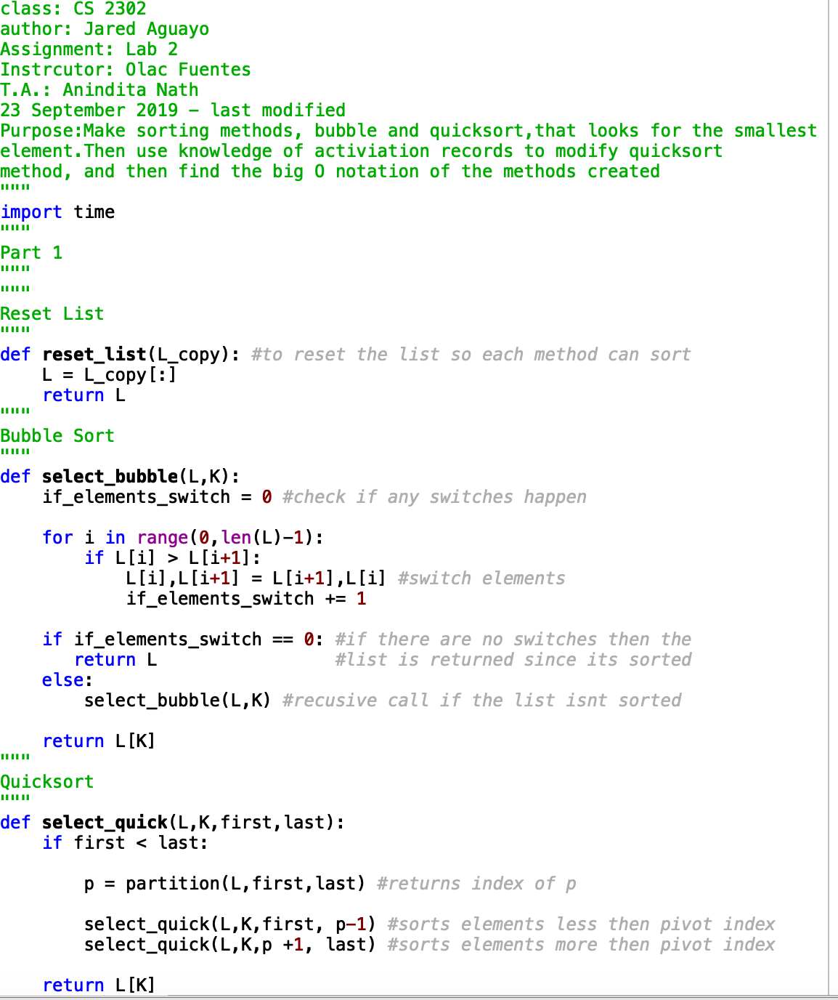 class: CS 2302
author: Jared Aguayo
Assignment: Lab 2
Instrcutor: Olac Fuentes
T.A.: Anindita Nath
23 September 2019 – last modified
Purpose:Make sorting methods, bubble and quicksort,that looks for the smallest
element.Then use knowledge of activiation records to modify quicksort
method, and then find the big O notation of the methods created
"""
import time
"""
Part 1
"""
"""
Reset List
"""
def reset_list(L_copy): #to reset the list so each method can sort
    L = L_copy[:]
    return L
"""
Bubble Sort
"""
def select_bubble(L,K):
    if_elements_switch = 0 #check if any switches happen

    for i in range(0,len(L)-1):
        if L[i] > L[i+1]:
            L[i],L[i+1] = L[i+1],L[i] #switch elements
            if_elements_switch += 1

    if if_elements_switch == 0: #if there are no switches then the
       return L                 #list is returned since its sorted
    else:
        select_bubble(L,K) #recusive call if the list isnt sorted

    return L[K]
"""
Quicksort
"""
def select_quick(L,K,first,last):
    if first < last:

        p = partition(L,first,last) #returns index of p

        select_quick(L,K,first, p-1) #sorts elements less then pivot index
        select_quick(L,K,p +1, last) #sorts elements more then pivot index

    return L[K]